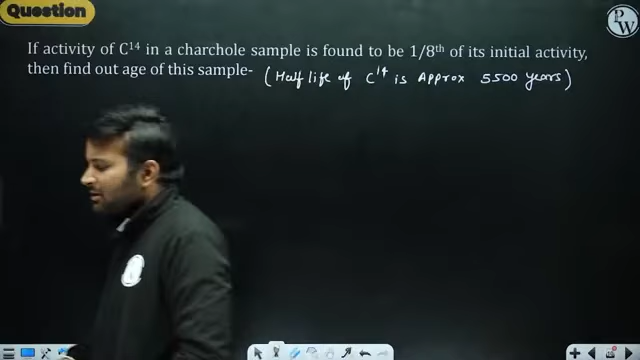 Question
PW
If activity of C¹⁴ in a charchole sample is found to be 1/8ᵗʰ of its initial activity,
then find out age of this sample- (Half life of C¹⁴ is Approx 5500 years)